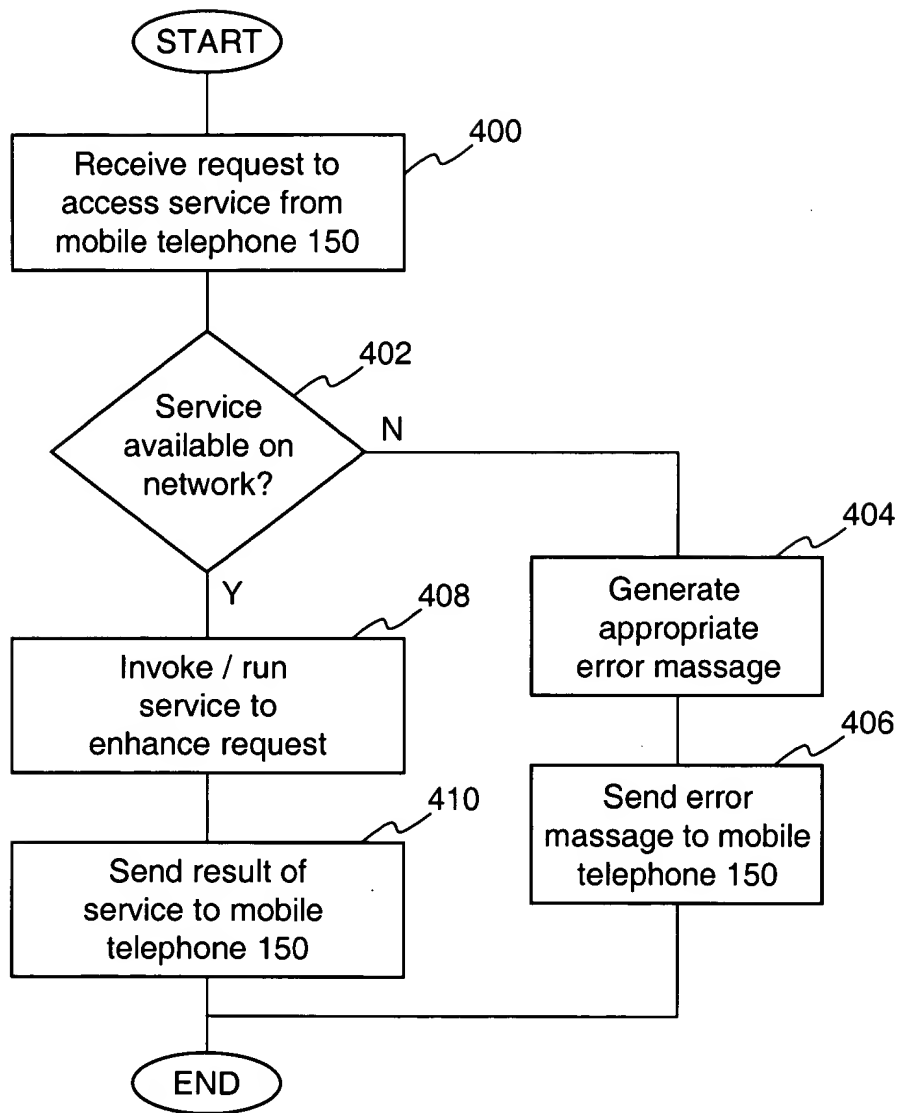 START
400
Receive request to
access service from
mobile telephone 150
402
Service
available on
network?
N
Y
404
Generate
appropriate
error massage
408
Invoke / run
service to
enhance request
406
Send error
massage to mobile
telephone 150
410
Send result of
service to mobile
telephone 150
END